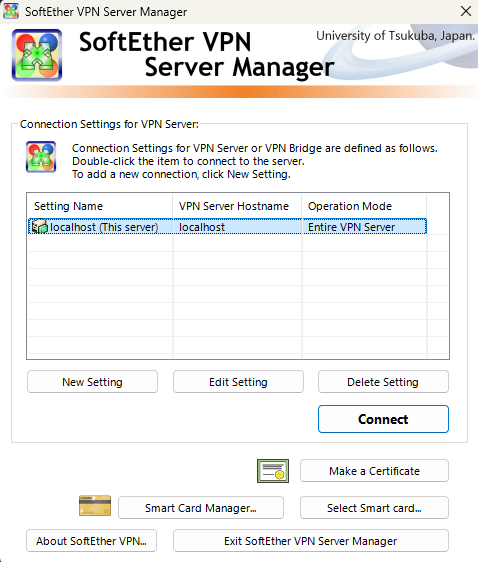 SoftEther VPN Server Manager
SoftEther VPN
Server Manager
University of Tsukuba, Japan.
Connection Settings for VPN Server:
Connection Settings for VPN Server or VPN Bridge are defined as follows.
Double-click the item to connect to the server.
To add a new connection, click New Setting.
Setting Name VPN Server Hostname Operation Mode
localhost (This server) localhost Entire VPN Server
New Setting Edit Setting Delete Setting
Connect
Make a Certificate
Smart Card Manager... Select Smart card...
About SoftEther VPN... Exit SoftEther VPN Server Manager